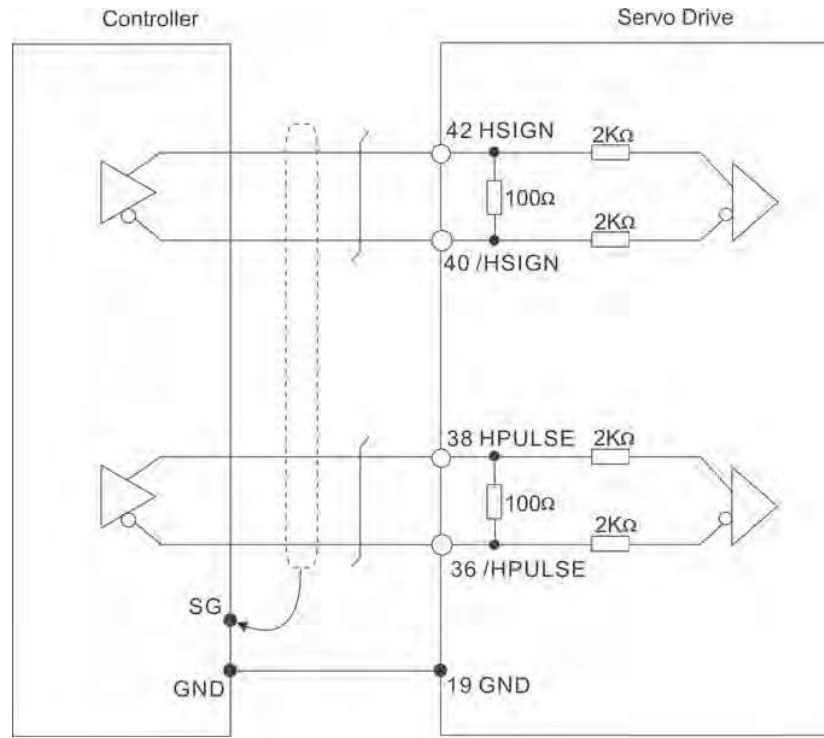 Controller
Servo Drive
42 HSIGN
2KΩ
100Ω
2KΩ
40 /HSIGN
38 HPULSE
2KΩ
100Ω
2KΩ
36 /HPULSE
SG
GND
19 GND